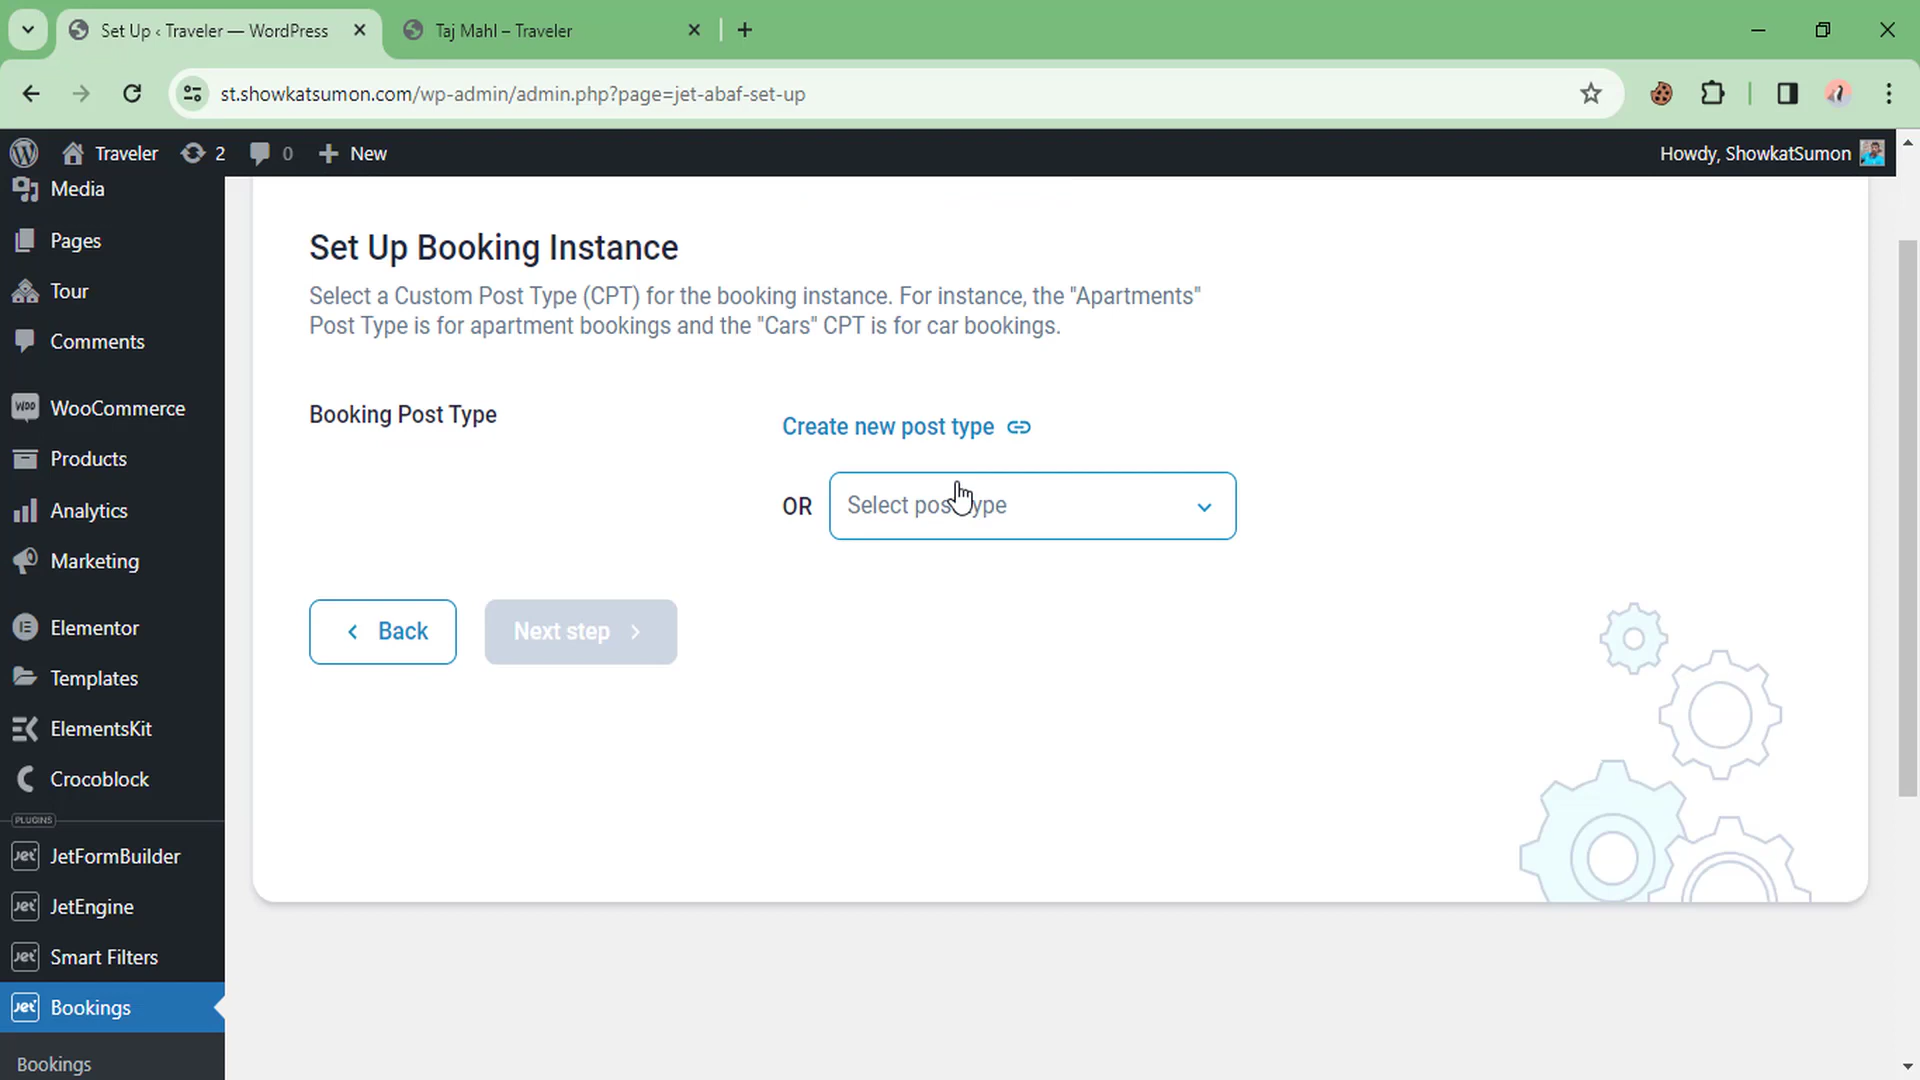 Set Up ‹ Traveler — WordPress
Taj Mahl – Traveler
st.showkatsumon.com/wp-admin/admin.php?page=jet-abaf-set-up
Traveler
2
0
New
Howdy, ShowkatSumon
Media
Pages
Tour
Comments
WooCommerce
Products
Analytics
Marketing
Elementor
Templates
ElementsKit
Crocoblock
PLUGINS
JetFormBuilder
JetEngine
Smart Filters
Bookings
Bookings
Set Up Booking Instance
Select a Custom Post Type (CPT) for the booking instance. For instance, the "Apartments"
Post Type is for apartment bookings and the "Cars" CPT is for car bookings.
Booking Post Type
Create new post type
OR
Select post type
Back
Next step